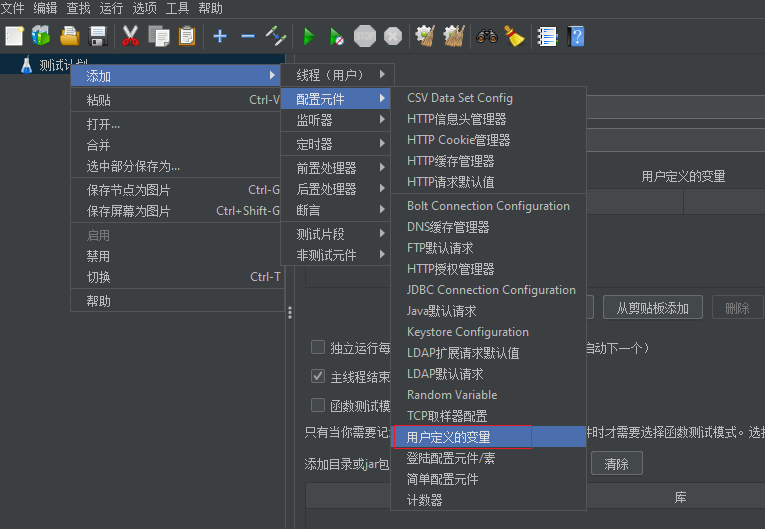 文件 编辑 查找 运行 选项 工具 帮助
STOP
测试计划
添加
粘贴 Ctrl-V
打开...
合并
选中部分保存为...
保存节点为图片 Ctrl-G
保存屏幕为图片 Ctrl+Shift-G
启用
禁用
切换 Ctrl-T
帮助
线程（用户）
配置元件
监听器
定时器
前置处理器
后置处理器
断言
测试片段
非测试元件
CSV Data Set Config
HTTP信息头管理器
HTTP Cookie管理器
HTTP缓存管理器
HTTP请求默认值
Bolt Connection Configuration
DNS缓存管理器
FTP默认请求
HTTP授权管理器
JDBC Connection Configuration
Java默认请求
Keystore Configuration
LDAP扩展请求默认值
LDAP默认请求
Random Variable
TCP取样器配置
用户定义的变量
登陆配置元件/素
简单配置元件
计数器
用户定义的变量
从剪贴板添加 删除
独立运行每 启动下一个）
主线程结束
函数测试模
只有当你需要记 件时才需要选择函数测试模式。选择
添加目录或jar包 清除
库